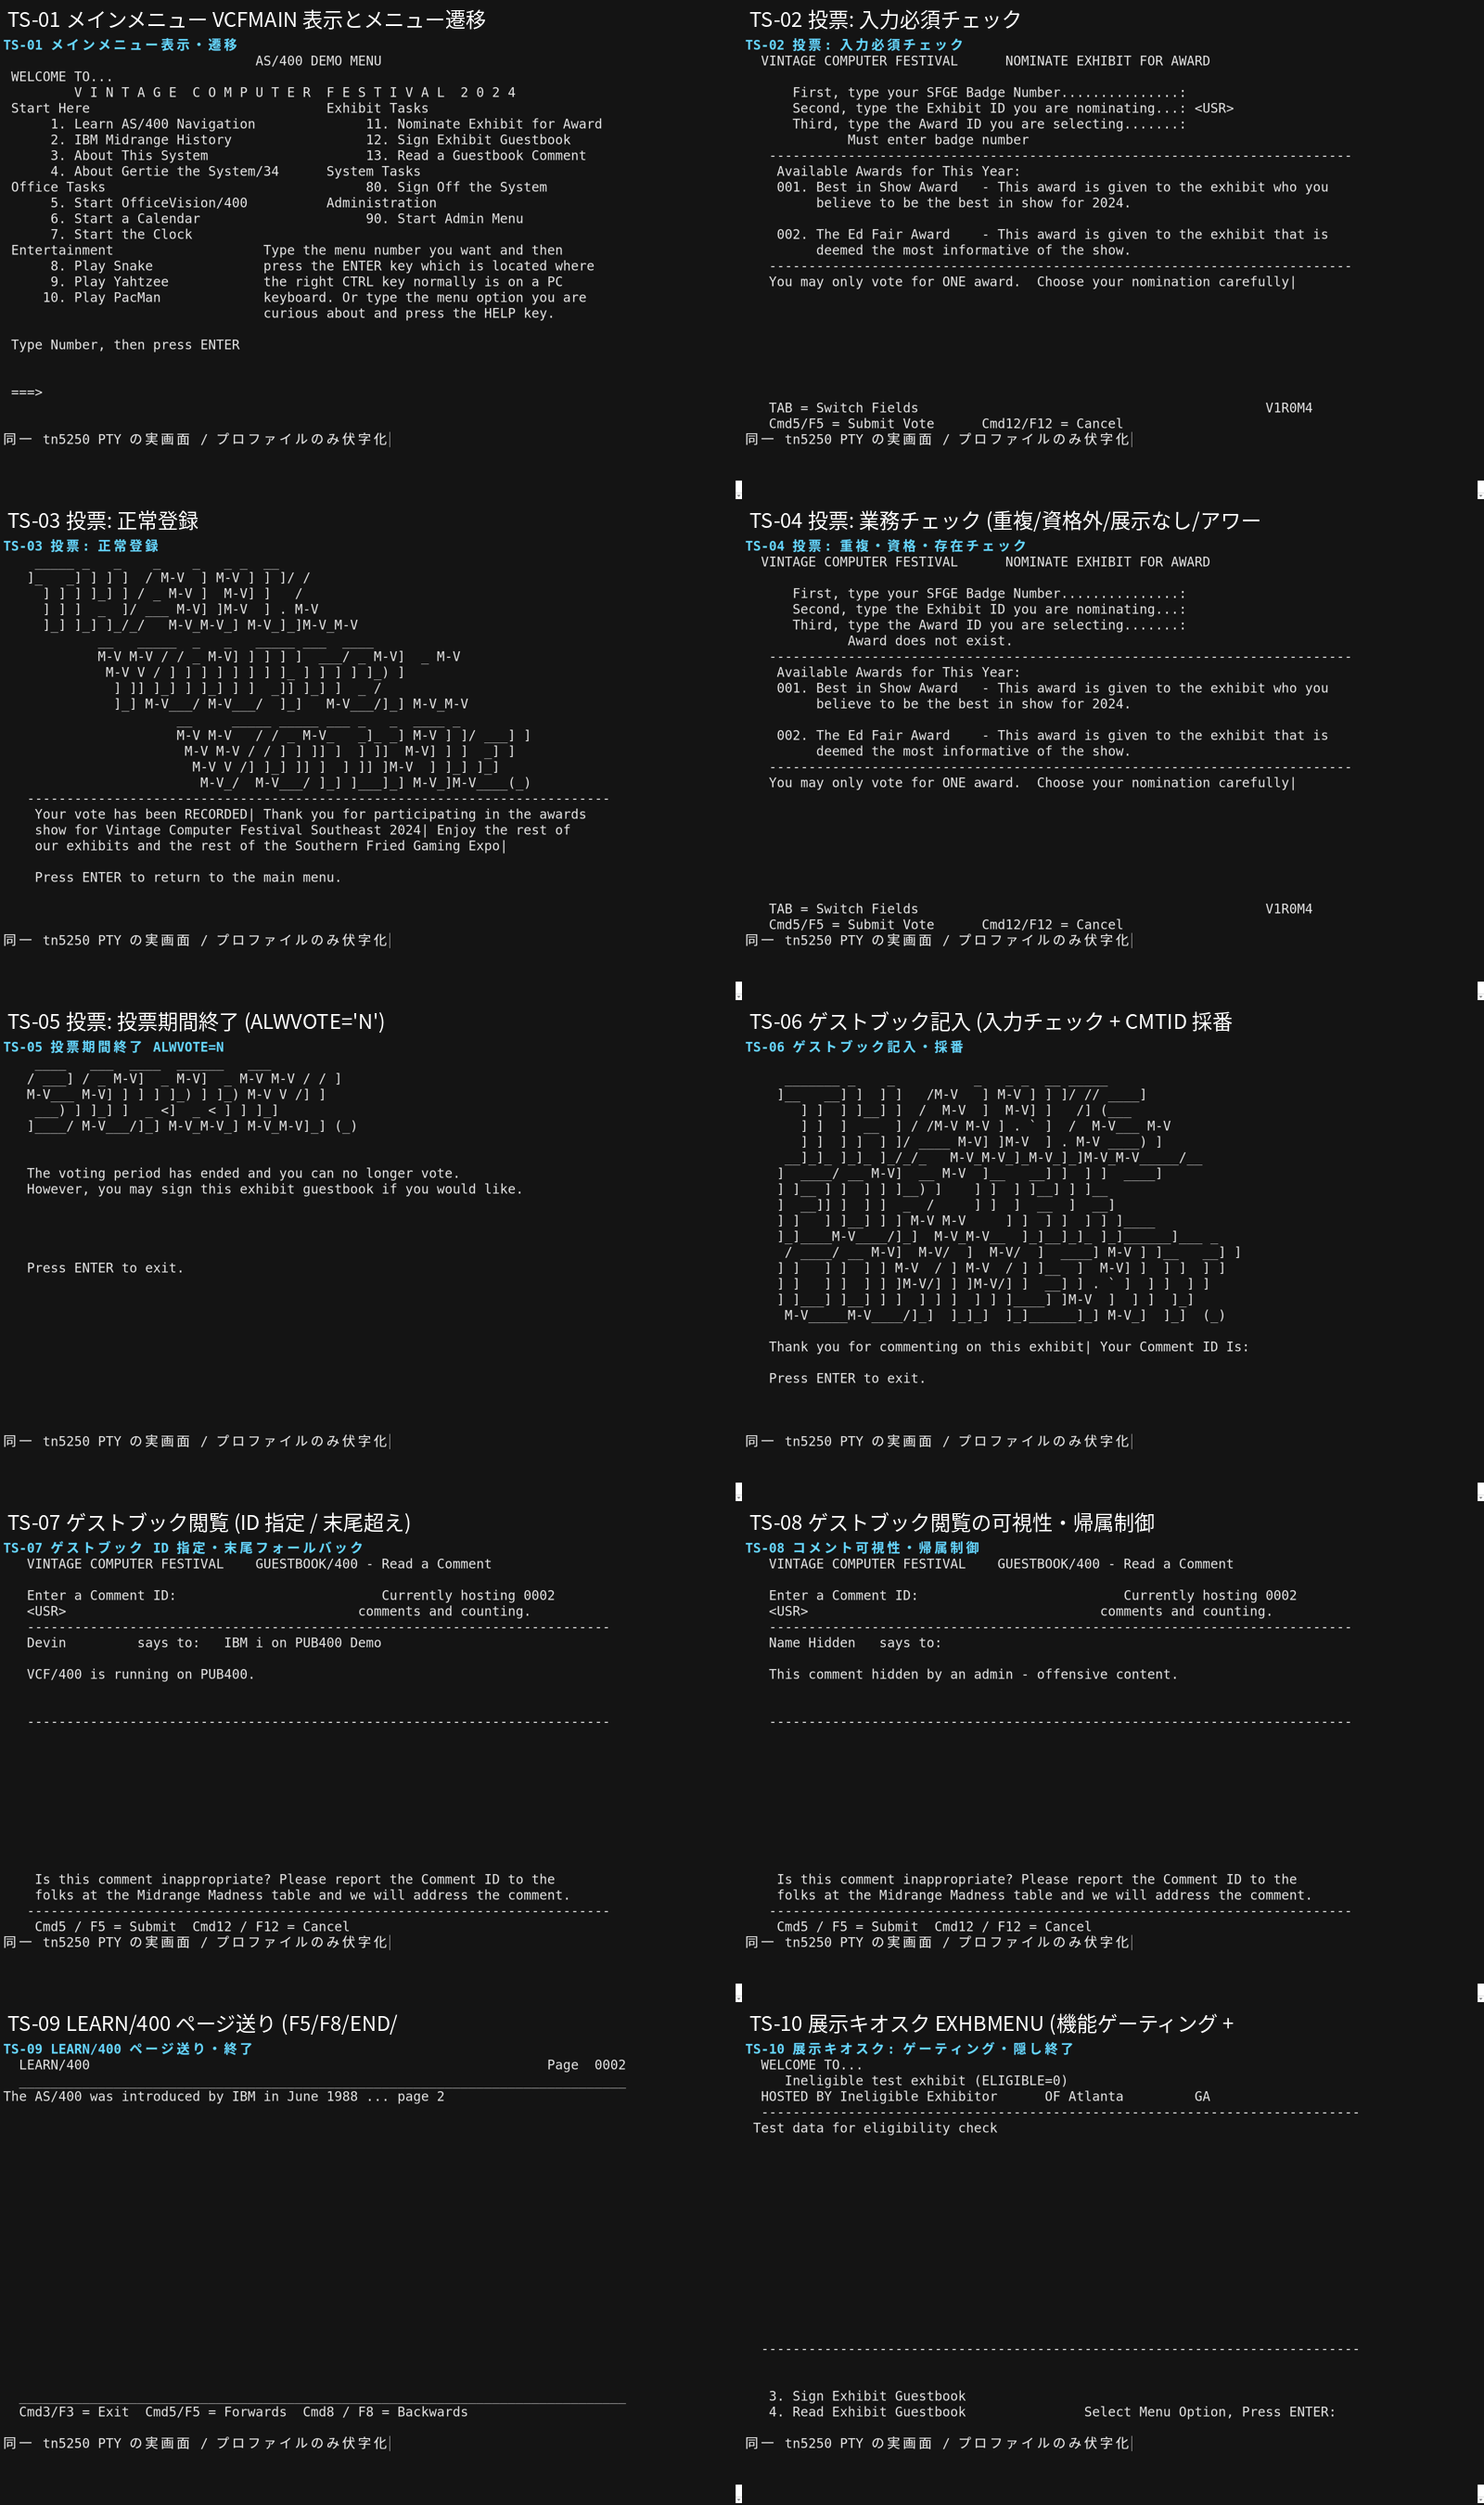 TS-01 メインメニュー VCFMAIN 表示とメニュー遷移
TS-01 メインメニュー表示・遷移
AS/400 DEMO MENU
WELCOME TO...
V I N T A G E  C O M P U T E R  F E S T I V A L  2 0 2 4
Start Here                              Exhibit Tasks
1. Learn AS/400 Navigation              11. Nominate Exhibit for Award
2. IBM Midrange History                 12. Sign Exhibit Guestbook
3. About This System                    13. Read a Guestbook Comment
4. About Gertie the System/34      System Tasks
Office Tasks                                 80. Sign Off the System
5. Start OfficeVision/400          Administration
6. Start a Calendar                     90. Start Admin Menu
7. Start the Clock
Entertainment                   Type the menu number you want and then
8. Play Snake              press the ENTER key which is located where
9. Play Yahtzee            the right CTRL key normally is on a PC
10. Play PacMan             keyboard. Or type the menu option you are
curious about and press the HELP key.
Type Number, then press ENTER
===>
同一 tn5250 PTY の実画面 / プロファイルのみ伏字化
TS-02 投票: 入力必須チェック
TS-02 投票: 入力必須チェック
VINTAGE COMPUTER FESTIVAL      NOMINATE EXHIBIT FOR AWARD
First, type your SFGE Badge Number...............:
Second, type the Exhibit ID you are nominating...: <USR>
Third, type the Award ID you are selecting.......:
Must enter badge number
--------------------------------------------------------------------------
Available Awards for This Year:
001. Best in Show Award   - This award is given to the exhibit who you
believe to be the best in show for 2024.
002. The Ed Fair Award    - This award is given to the exhibit that is
deemed the most informative of the show.
--------------------------------------------------------------------------
You may only vote for ONE award.  Choose your nomination carefully|
TAB = Switch Fields                                            V1R0M4
Cmd5/F5 = Submit Vote      Cmd12/F12 = Cancel
同一 tn5250 PTY の実画面 / プロファイルのみ伏字化
TS-03 投票: 正常登録
TS-03 投票: 正常登録
--------------------------------------------------------------------------
Your vote has been RECORDED| Thank you for participating in the awards
show for Vintage Computer Festival Southeast 2024| Enjoy the rest of
our exhibits and the rest of the Southern Fried Gaming Expo|
Press ENTER to return to the main menu.
同一 tn5250 PTY の実画面 / プロファイルのみ伏字化
TS-04 投票: 業務チェック (重複/資格外/展示なし/アワー
TS-04 投票: 重複・資格・存在チェック
VINTAGE COMPUTER FESTIVAL      NOMINATE EXHIBIT FOR AWARD
First, type your SFGE Badge Number...............:
Second, type the Exhibit ID you are nominating...:
Third, type the Award ID you are selecting.......:
Award does not exist.
--------------------------------------------------------------------------
Available Awards for This Year:
001. Best in Show Award   - This award is given to the exhibit who you
believe to be the best in show for 2024.
002. The Ed Fair Award    - This award is given to the exhibit that is
deemed the most informative of the show.
--------------------------------------------------------------------------
You may only vote for ONE award.  Choose your nomination carefully|
TAB = Switch Fields                                            V1R0M4
Cmd5/F5 = Submit Vote      Cmd12/F12 = Cancel
同一 tn5250 PTY の実画面 / プロファイルのみ伏字化
TS-05 投票: 投票期間終了 (ALWVOTE='N')
TS-05 投票期間終了 ALWVOTE=N
The voting period has ended and you can no longer vote.
However, you may sign this exhibit guestbook if you would like.
Press ENTER to exit.
同一 tn5250 PTY の実画面 / プロファイルのみ伏字化
TS-06 ゲストブック記入 (入力チェック + CMTID 採番
TS-06 ゲストブック記入・採番
Thank you for commenting on this exhibit| Your Comment ID Is:
Press ENTER to exit.
同一 tn5250 PTY の実画面 / プロファイルのみ伏字化
TS-07 ゲストブック閲覧 (ID 指定 / 末尾超え)
TS-07 ゲストブック ID 指定・末尾フォールバック
VINTAGE COMPUTER FESTIVAL    GUESTBOOK/400 - Read a Comment
Enter a Comment ID:                          Currently hosting 0002
<USR>                                     comments and counting.
--------------------------------------------------------------------------
Devin         says to:   IBM i on PUB400 Demo
VCF/400 is running on PUB400.
--------------------------------------------------------------------------
Is this comment inappropriate? Please report the Comment ID to the
folks at the Midrange Madness table and we will address the comment.
--------------------------------------------------------------------------
Cmd5 / F5 = Submit  Cmd12 / F12 = Cancel
同一 tn5250 PTY の実画面 / プロファイルのみ伏字化
TS-08 ゲストブック閲覧の可視性・帰属制御
TS-08 コメント可視性・帰属制御
VINTAGE COMPUTER FESTIVAL    GUESTBOOK/400 - Read a Comment
Enter a Comment ID:                          Currently hosting 0002
<USR>                                     comments and counting.
--------------------------------------------------------------------------
Name Hidden   says to:
This comment hidden by an admin - offensive content.
--------------------------------------------------------------------------
Is this comment inappropriate? Please report the Comment ID to the
folks at the Midrange Madness table and we will address the comment.
--------------------------------------------------------------------------
Cmd5 / F5 = Submit  Cmd12 / F12 = Cancel
同一 tn5250 PTY の実画面 / プロファイルのみ伏字化
TS-09 LEARN/400 ページ送り (F5/F8/END/
TS-09 LEARN/400 ページ送り・終了
LEARN/400                                                          Page  0002
The AS/400 was introduced by IBM in June 1988 ... page 2
Cmd3/F3 = Exit  Cmd5/F5 = Forwards  Cmd8 / F8 = Backwards
同一 tn5250 PTY の実画面 / プロファイルのみ伏字化
TS-10 展示キオスク EXHBMENU (機能ゲーティング +
TS-10 展示キオスク: ゲーティング・隠し終了
WELCOME TO...
Ineligible test exhibit (ELIGIBLE=0)
HOSTED BY Ineligible Exhibitor      OF Atlanta         GA
----------------------------------------------------------------------------
Test data for eligibility check
----------------------------------------------------------------------------
3. Sign Exhibit Guestbook
4. Read Exhibit Guestbook               Select Menu Option, Press ENTER:
同一 tn5250 PTY の実画面 / プロファイルのみ伏字化